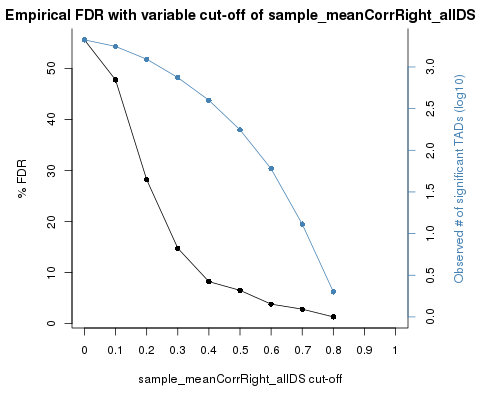 Empirical FDR with variable cut-off of sample_meanCorrRight_allDS
% FDR
50
40
30
20
10
0
3.0
2.5
2.0
1.5
1.0
0.5
0.0
Observed # of significant TADs (log10)
0 0.1 0.2 0.3 0.4 0.5 0.6 0.7 0.8 0.9 1
sample_meanCorrRight_allDS cut-off